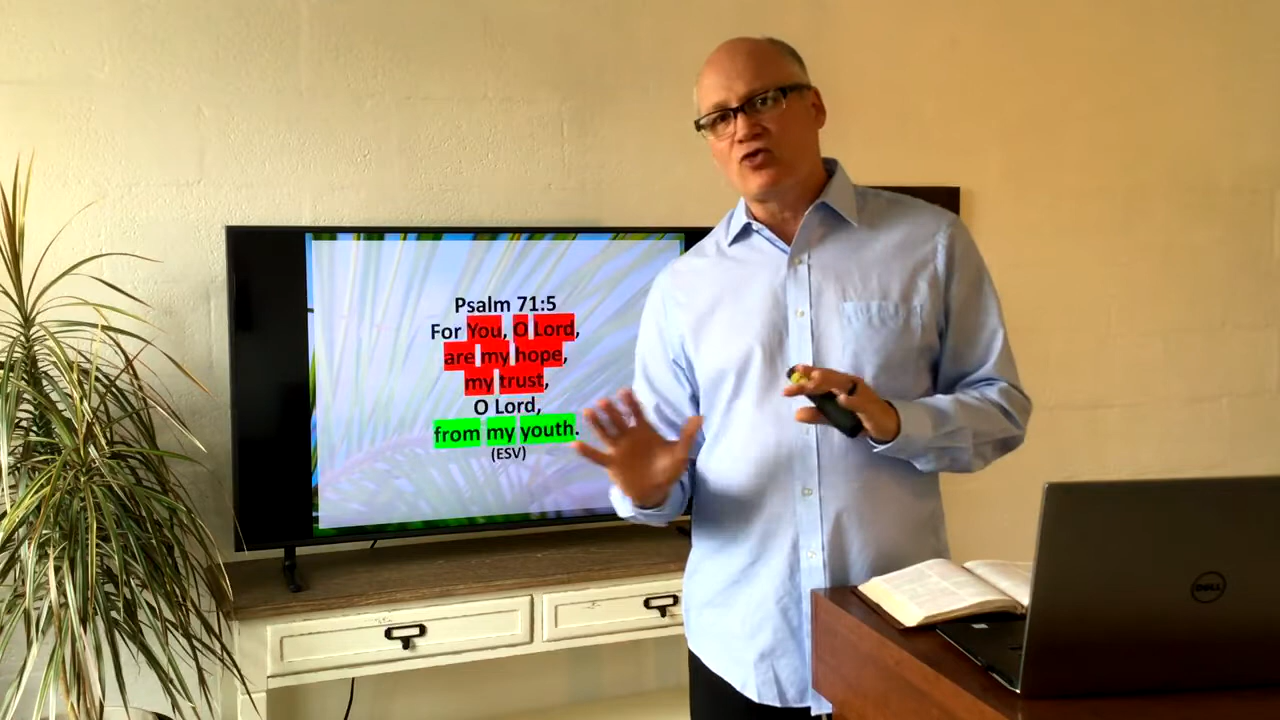 Psalm 71:5
For You, O Lord,
are my hope,
my trust,
O Lord,
from my youth.
(ESV)
DELL